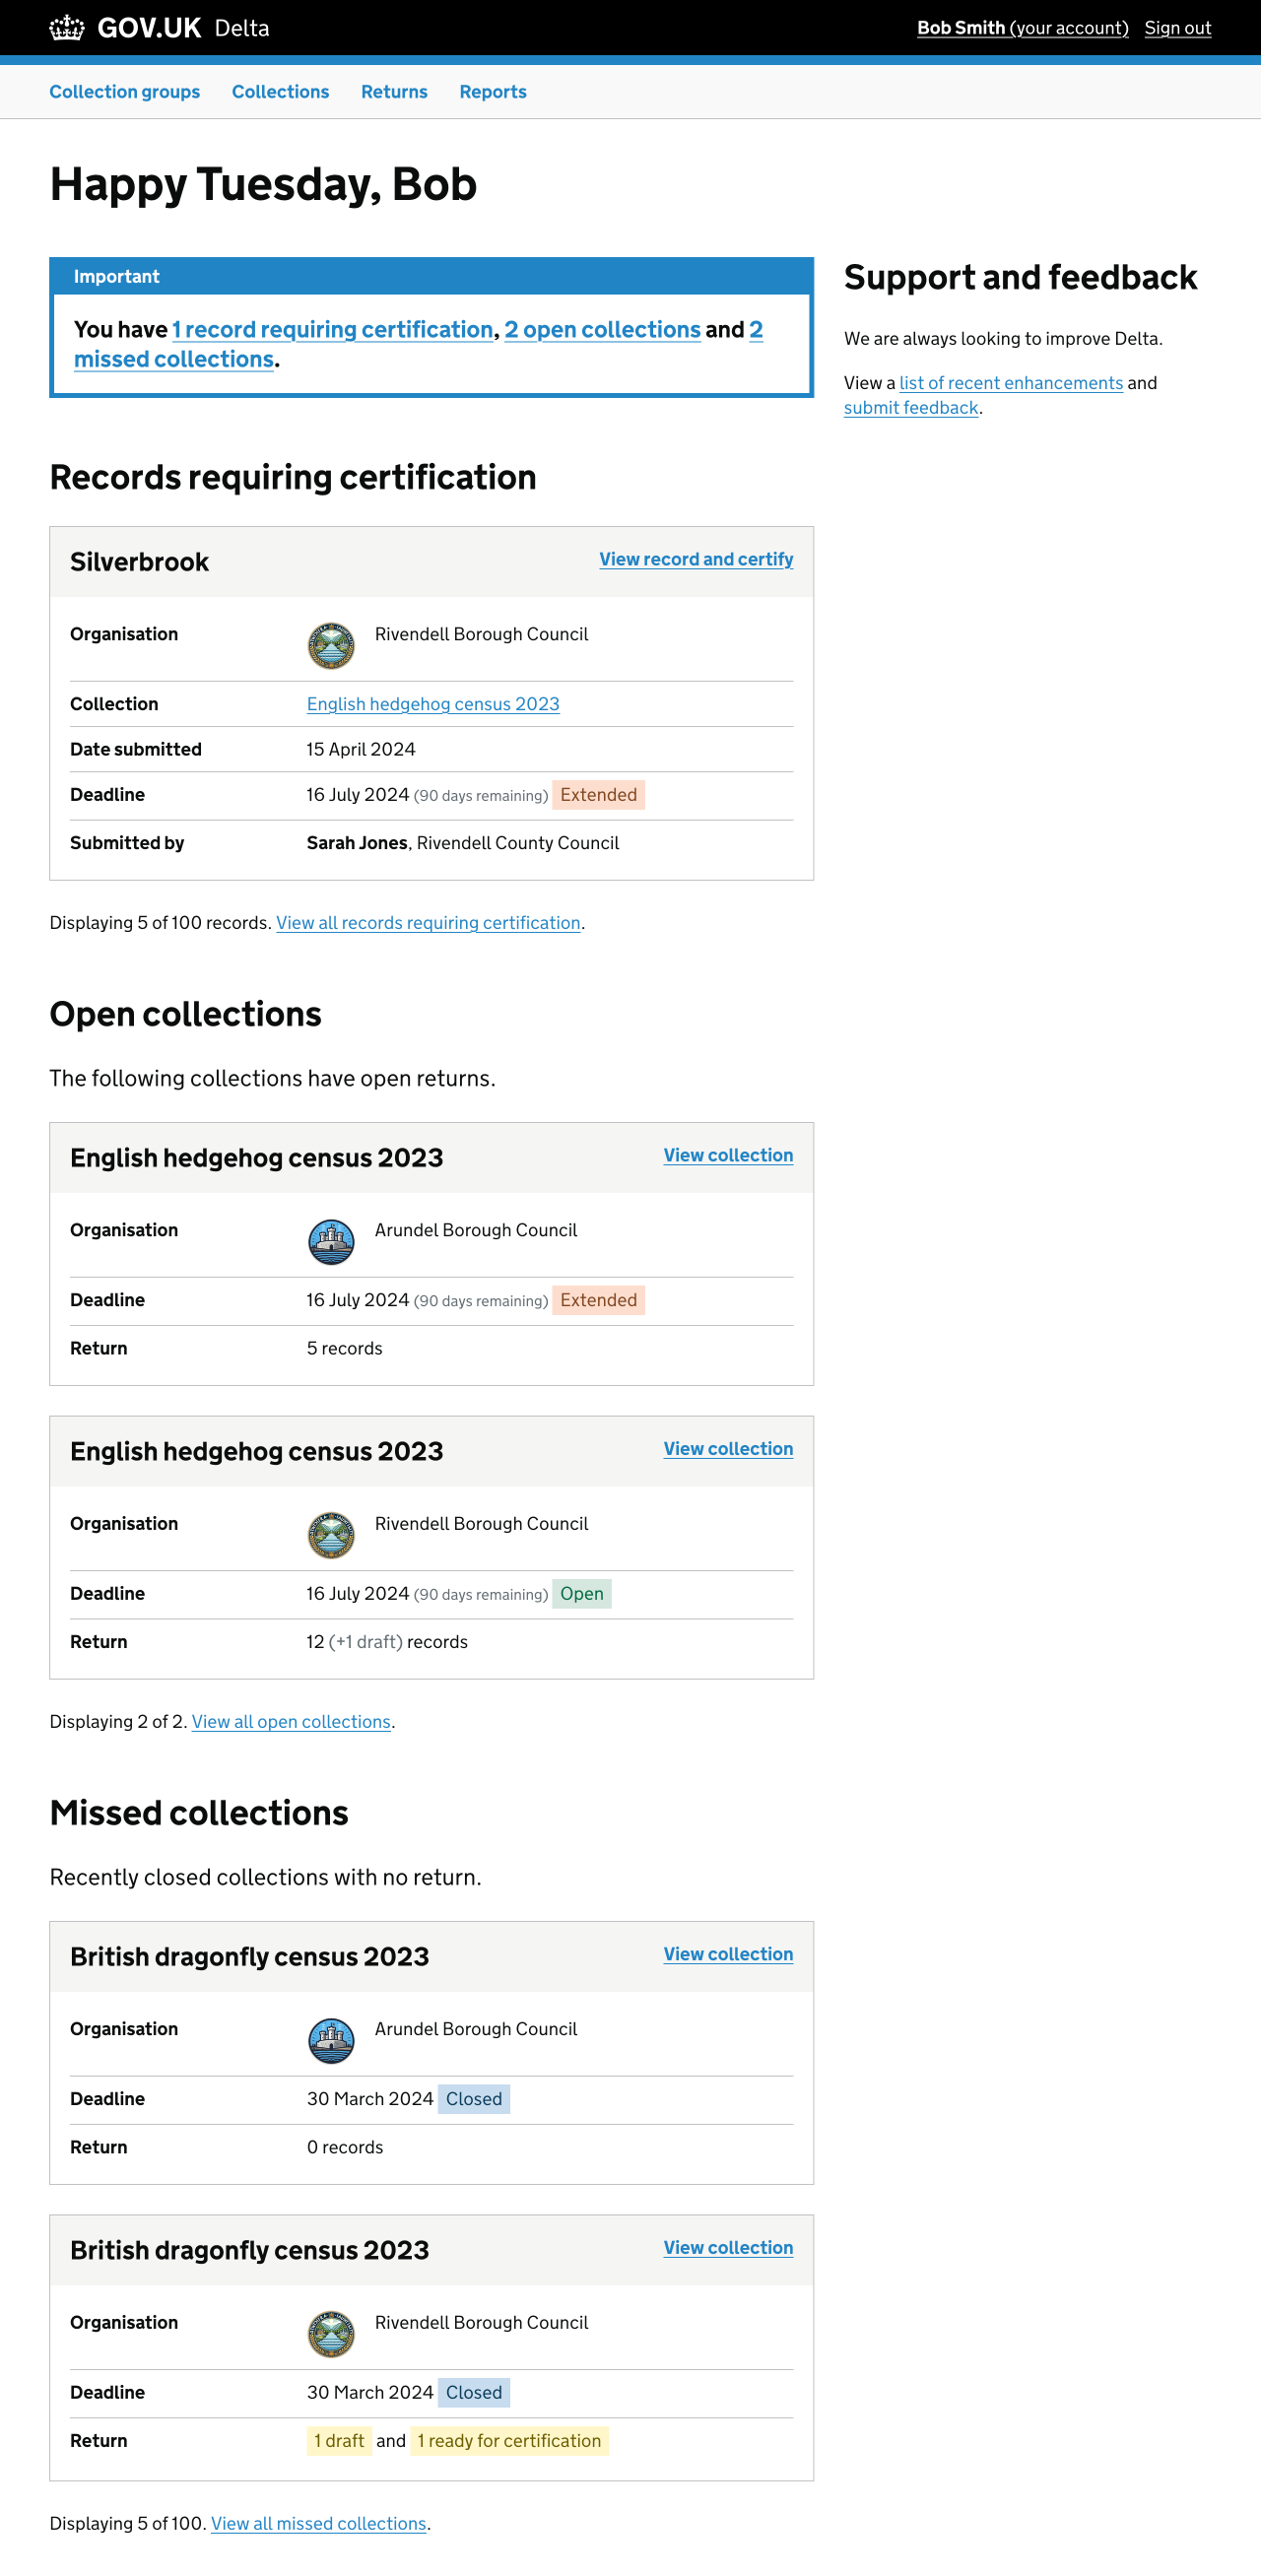 GOV.UK Delta
Bob Smith (your account) Sign out
Collection groups Collections Returns Reports
Happy Tuesday, Bob
Important
You have 1 record requiring certification, 2 open collections and 2
missed collections.
Support and feedback
We are always looking to improve Delta.
View a list of recent enhancements and
submit feedback.
Records requiring certification
Silverbrook View record and certify
Organisation Rivendell Borough Council
Collection English hedgehog census 2023
Date submitted 15 April 2024
Deadline 16 July 2024 (90 days remaining) Extended
Submitted by Sarah Jones, Rivendell County Council
Displaying 5 of 100 records. View all records requiring certification.
Open collections
The following collections have open returns.
English hedgehog census 2023 View collection
Organisation Arundel Borough Council
Deadline 16 July 2024 (90 days remaining) Extended
Return 5 records
English hedgehog census 2023 View collection
Organisation Rivendell Borough Council
Deadline 16 July 2024 (90 days remaining) Open
Return 12 (+1 draft) records
Displaying 2 of 2. View all open collections.
Missed collections
Recently closed collections with no return.
British dragonfly census 2023 View collection
Organisation Arundel Borough Council
Deadline 30 March 2024 Closed
Return 0 records
British dragonfly census 2023 View collection
Organisation Rivendell Borough Council
Deadline 30 March 2024 Closed
Return 1 draft and 1 ready for certification
Displaying 5 of 100. View all missed collections.